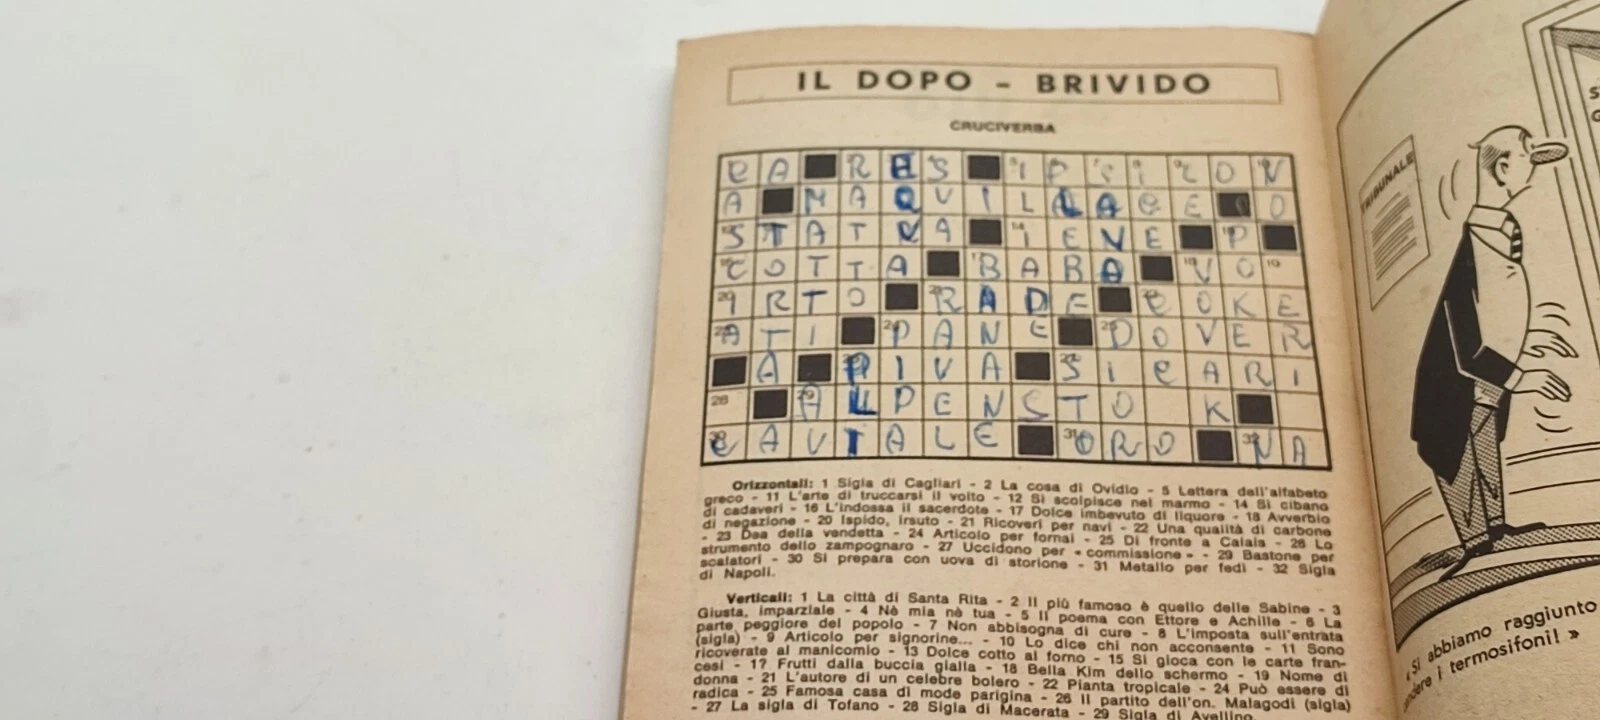 IL DOPO - BRIVIDO
CRUCIVERBA
C A R E S I P S I L O N
A M A Q U I L L A G E O
S T A T U A I E N E P
C O T T A B A B A V O
I R T O R A D E C O K E
A T I P A N E D O V E R
A P I V A S I C A R I
A L P E N S T O K
C A V I A L E O R O N A
Orizzontali: 1 Sigla di Cagliari - 2 La cosa di Ovidio - 5 Lettera dell'alfabeto
greco - 11 L'arte di truccarsi il volto - 12 Si scolpisce nel marmo - 14 Si cibano
di cadaveri - 16 L'indossa il sacerdote - 17 Dolce imbevuto di liquore - 18 Avverbio
di negazione - 20 Ispido, irsuto - 21 Ricoveri per navi - 22 Una qualità di carbone
- 23 Dea della vendetta - 24 Articolo per fornai - 25 Di fronte a Calais - 26 Lo
strumento dello zampognaro - 27 Uccidono per « commissione » - 29 Bastone per
scalatori - 30 Si prepara con uova di storione - 31 Metallo per fedi - 32 Sigla
di Napoli.
Verticali: 1 La città di Santa Rita - 2 Il più famoso è quello delle Sabine - 3
Giusta, imparziale - 4 Nè mia nè tua - 5 Il poema con Ettore e Achille - 6 La
parte peggiore del popolo - 7 Non abbisogna di cure - 8 L'imposta sull'entrata
(sigla) - 9 Articolo per signorine... - 10 Lo dice chi non acconsente - 11 Sono
ricoverate al manicomio - 13 Dolce cotto al forno - 15 Si gioca con le carte fran-
cesi - 17 Frutti dalla buccia gialla - 18 Bella Kim dello schermo - 19 Nome di
donna - 21 L'autore di un celebre bolero - 22 Pianta tropicale - 24 Può essere di
radica - 25 Famosa casa di moda parigina - 26 Il partito dell'on. Malagodi (sigla)
- 27 La sigla di Tofano - 28 Sigla di Macerata - 29 Sigla di Avellino.
TRIBUNALE
«Si abbiamo raggiunto
ndere i termosifoni! »